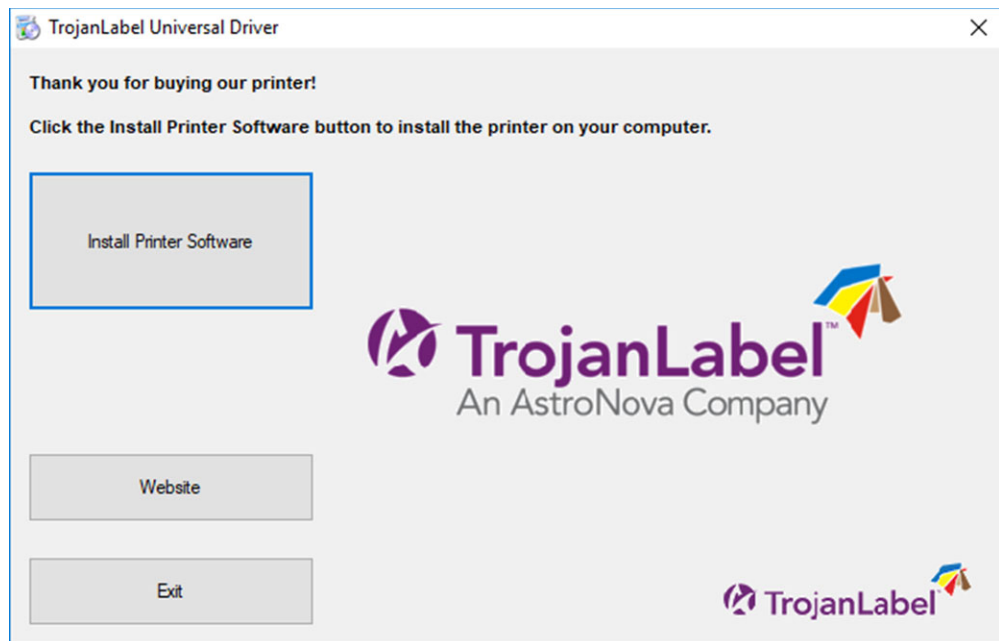 TrojanLabel Universal Driver
Thank you for buying our printer!
Click the Install Printer Software button to install the printer on your computer.
Install Printer Software
TrojanLabel™
An AstroNova Company
Website
Exit
TrojanLabel